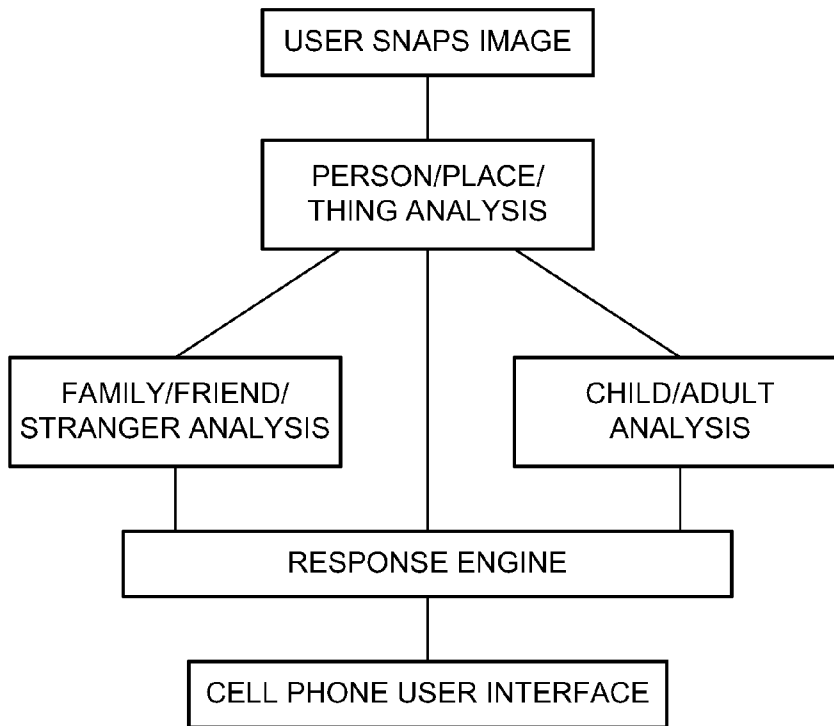 USER SNAPS IMAGE
PERSON/PLACE/
THING ANALYSIS
FAMILY/FRIEND/
STRANGER ANALYSIS
CHILD/ADULT
ANALYSIS
RESPONSE ENGINE
CELL PHONE USER INTERFACE